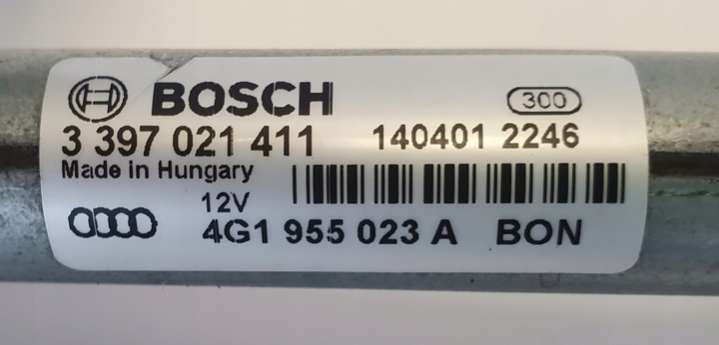 BOSCH 300
3 397 021 411 140401 2246
Made in Hungary
12V
4G1 955 023 A BON